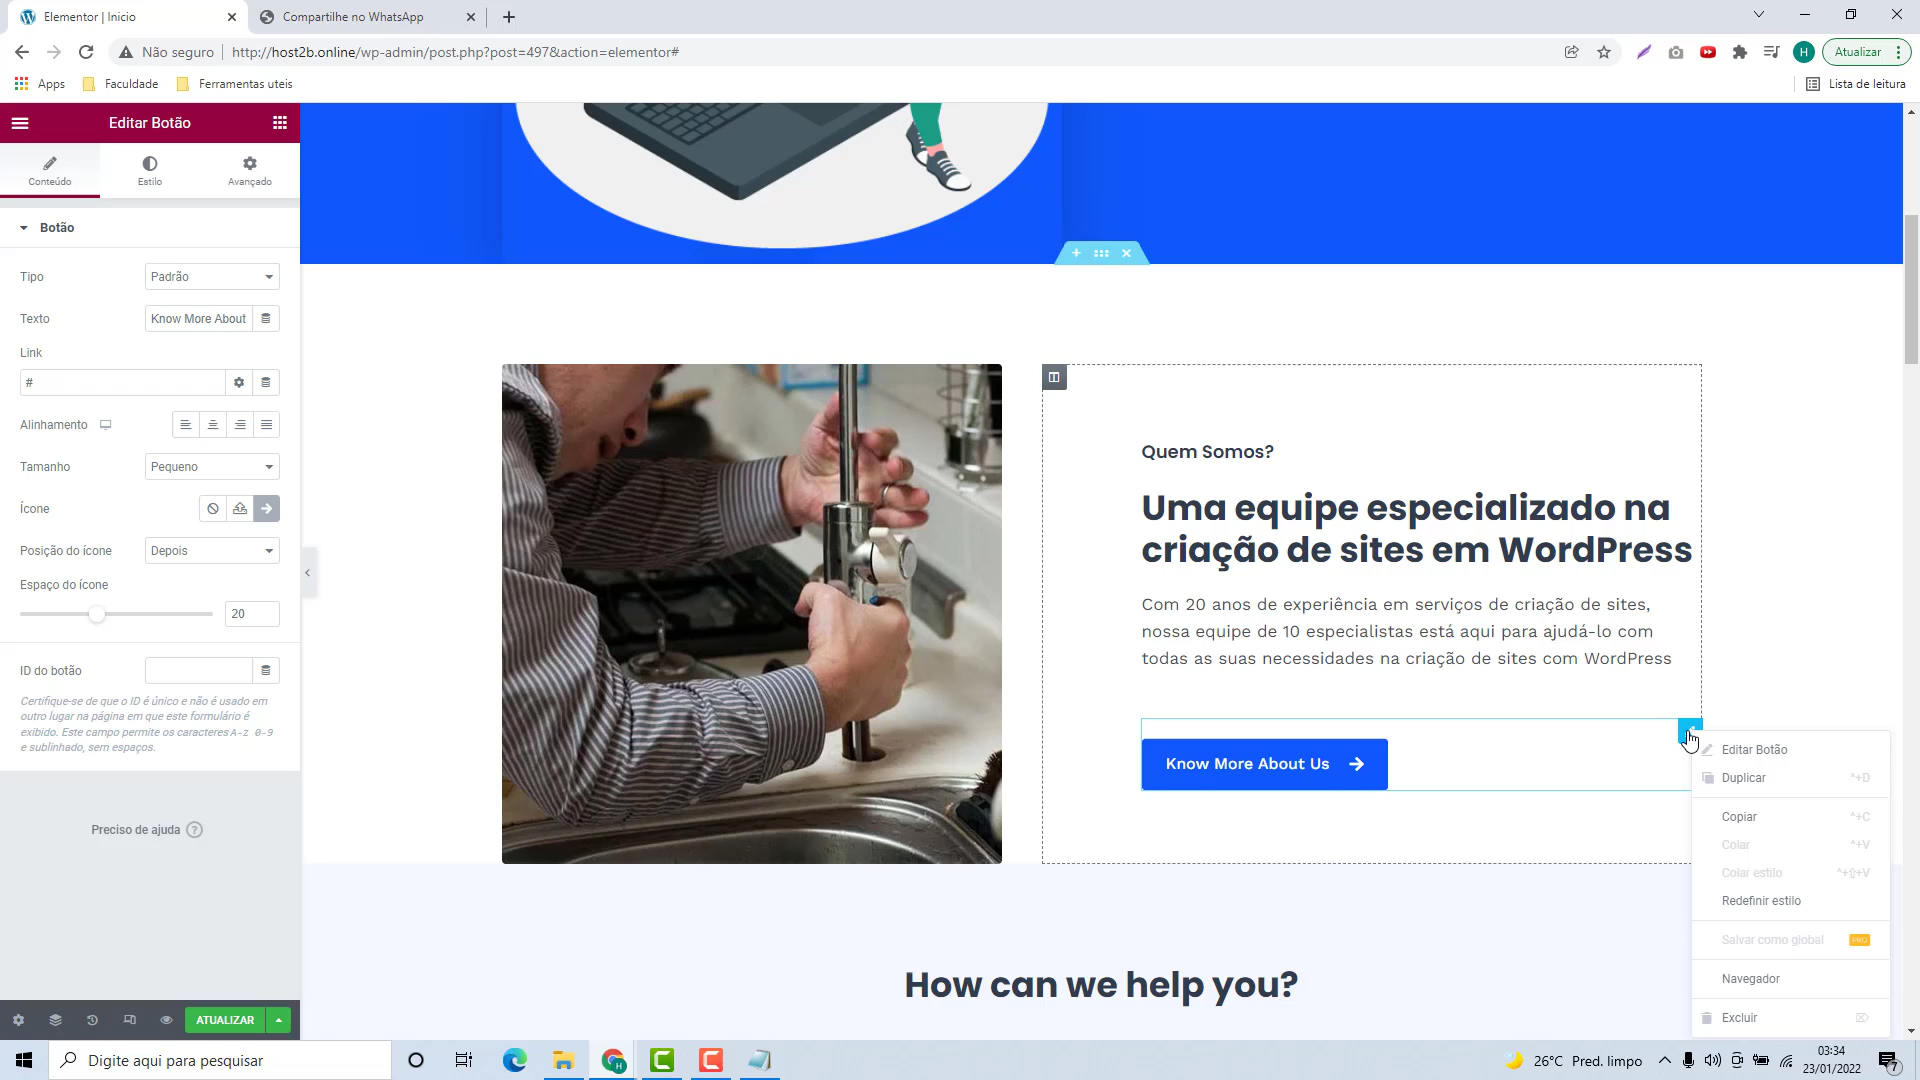 Elementor | Inicio
Compartilhe no WhatsApp
Não seguro
http://host2b.online/wp-admin/post.php?post=497&action=elementor#
H
Atualizar
Apps
Faculdade
Ferramentas uteis
Lista de leitura
Editar Botão
Conteúdo
Estilo
Avançado
Botão
Tipo
Padrão
Texto
Know More About
Link
#
Alinhamento
Tamanho
Pequeno
Ícone
Posição do ícone
Depois
Espaço do ícone
20
ID do botão
Certifique-se de que o ID é único e não é usado em
outro lugar na página em que este formulário é
exibido. Este campo permite os caracteres A-z 0-9
e sublinhado, sem espaços.
Preciso de ajuda
ATUALIZAR
Quem Somos?
Uma equipe especializado na
criação de sites em WordPress
Com 20 anos de experiência em serviços de criação de sites,
nossa equipe de 10 especialistas está aqui para ajudá-lo com
todas as suas necessidades na criação de sites com WordPress
Know More About Us
How can we help you?
Editar Botão
Duplicar ^+D
Copiar ^+C
Colar ^+V
Colar estilo ^+⇧+V
Redefinir estilo
Salvar como global PRO
Navegador
Excluir
Digite aqui para pesquisar
26°C Pred. limpo
03:34
23/01/2022
7